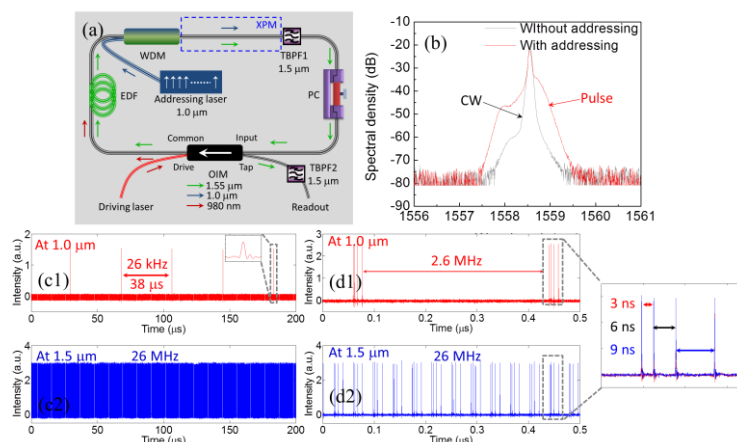 (a)
XPM
WDM
TBPF1
1.5 μm
EDF
Addressing laser
1.0 μm
PC
Common
Input
Drive
Tap
OIM
TBPF2
1.5 μm
1.55 μm
1.0 μm
980 nm
Driving laser
Readout
(b)
WIthout addressing
With addressing
CW
Pulse
Spectral density (dB)
-10
-20
-30
-40
-50
-60
-70
-80
-90
1556 1557 1558 1559 1560 1561
At 1.0 μm
(c1)
26 kHz
38 μs
Intensity (a.u.)
2
1
0
0 50 100 150 200
Time (μs)
At 1.0 μm
(d1)
2.6 MHz
Intensity (a.u.)
3
2
1
0
0 0.1 0.2 0.3 0.4 0.5
Time (μs)
At 1.5 μm 26 MHz
(c2)
Intensity (a.u.)
4
3
2
1
0
0 50 100 150 200
Time (μs)
At 1.5 μm 26 MHz
(d2)
Intensity (a.u.)
4
3
2
1
0
0 0.1 0.2 0.3 0.4 0.5
Time (μs)
3 ns
6 ns
9 ns